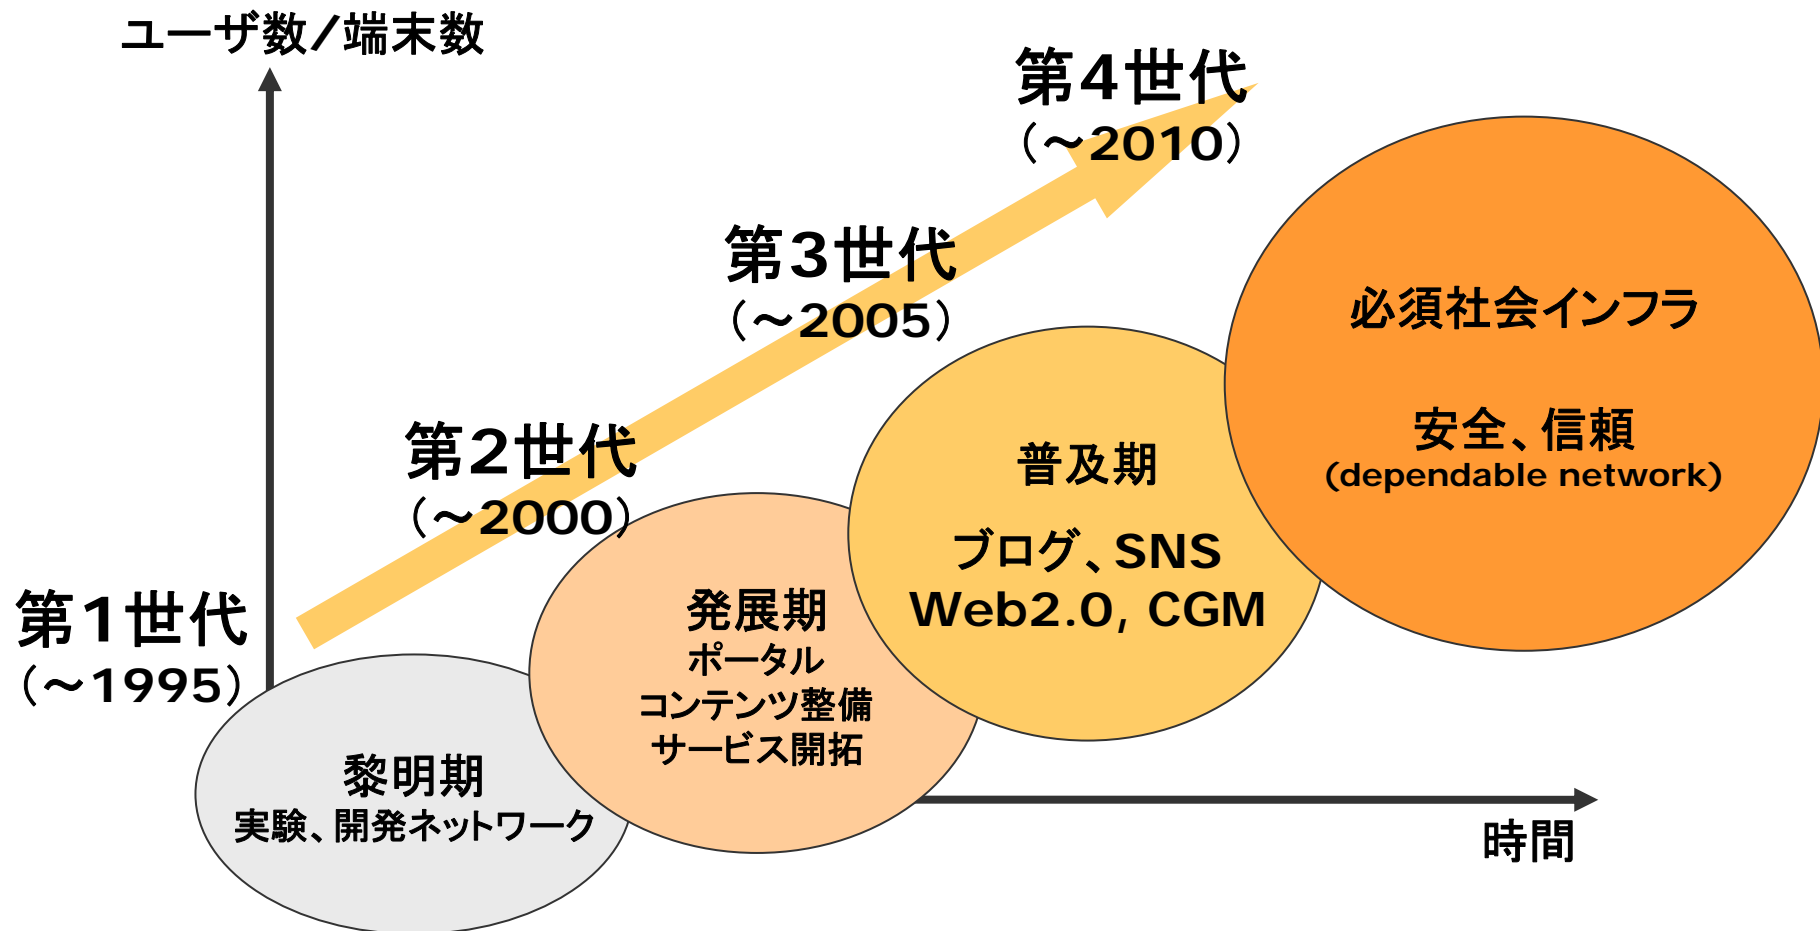 ユーザ数/端末数
第4世代
（～2010）
第3世代
（～2005）
第2世代
（～2000）
第1世代
（～1995）
必須社会インフラ
安全、信頼
(dependable network)
普及期
ブログ、SNS
Web2.0, CGM
発展期
ポータル
コンテンツ整備
サービス開拓
黎明期
実験、開発ネットワーク
時間